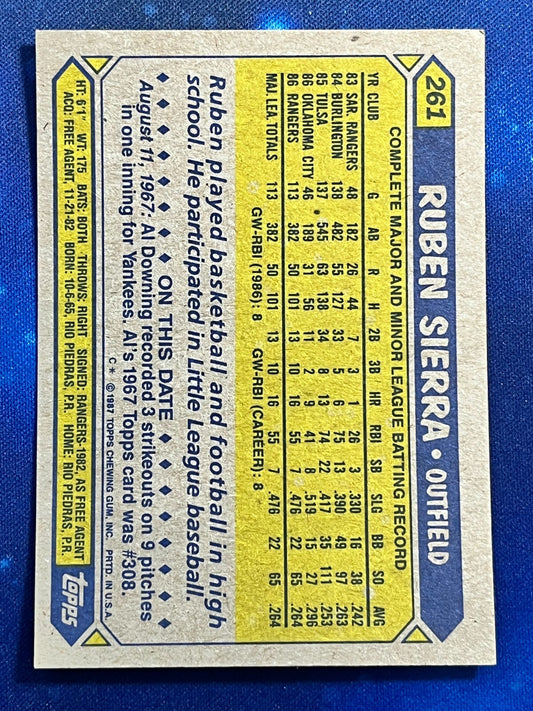 261 RUBEN SIERRA • OUTFIELD
COMPLETE MAJOR AND MINOR LEAGUE BATTING RECORD
YR CLUB G AB R H 2B 3B HR RBI SB SLG BB SO AVG
83 SAR. RANGERS 48 182 26 44 7 3 1 26 3 .330 16 38 .242
84 BURLINGTON 139 482 55 127 33 5 6 75 13 .390 49 97 .263
85 TULSA 137 545 63 138 34 8 13 74 22 .417 35 111 .253
86 OKLAHOMA CITY 46 189 31 56 11 2 9 41 8 .519 15 27 .296
86 RANGERS 113 382 50 101 13 10 16 55 7 .476 22 65 .264
MAJ. LEA. TOTALS 113 382 50 101 13 10 16 55 7 .476 22 65 .264
GW-RBI (1986): 8 GW-RBI (CAREER): 8
Ruben played basketball and football in high
school. He participated in Little League baseball.
ON THIS DATE
August 11, 1967: Al Downing recorded 3 strikeouts on 9 pitches
in one inning for Yankees. Al's 1967 Topps card was #308.
C* ©1987 TOPPS CHEWING GUM, INC. PRTD. IN U.S.A.
HT: 6'1" WT: 175 BATS: BOTH THROWS: RIGHT SIGNED: RANGERS-1982, AS FREE AGENT
ACQ: FREE AGENT, 11-21-82 BORN: 10-6-65, RIO PIEDRAS, P.R. HOME: RIO PIEDRAS, P.R.
topps